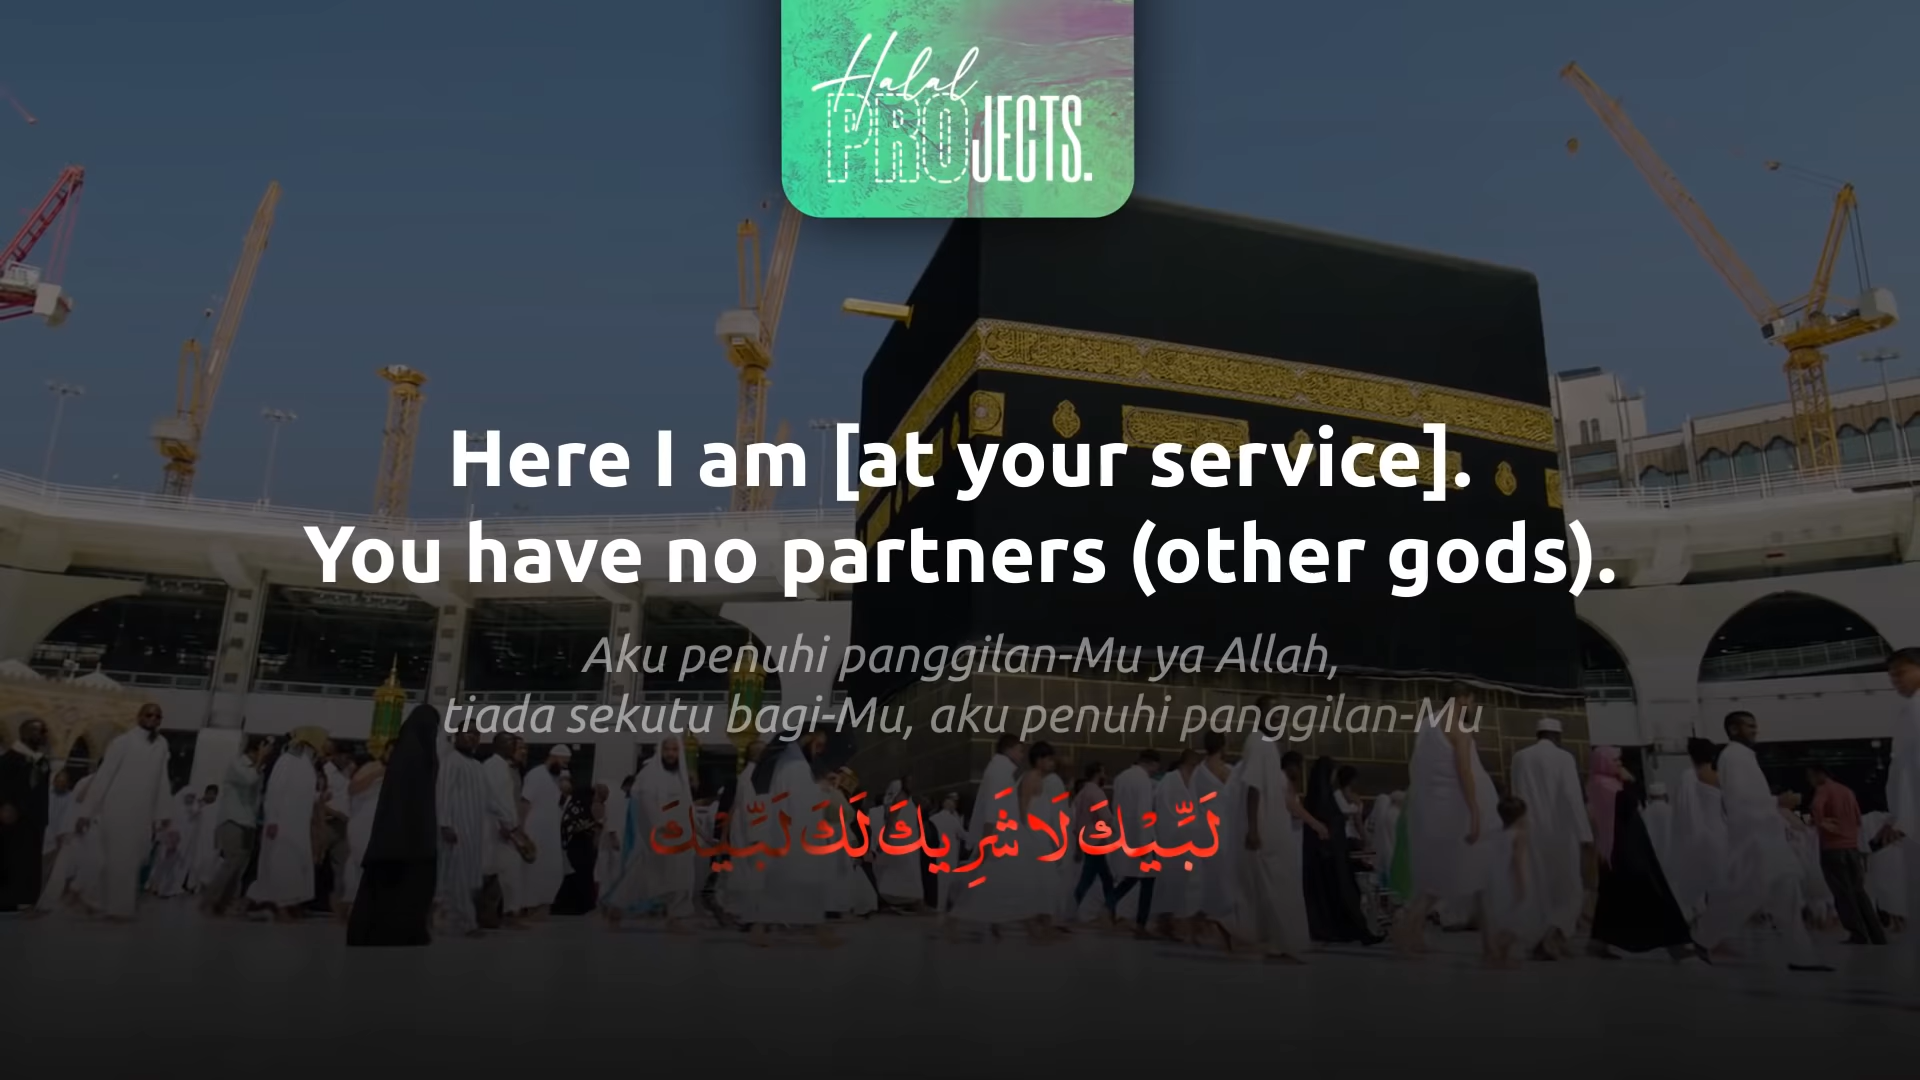 Halal
PROJECTS.
Here I am [at your service].
You have no partners (other gods).
Aku penuhi panggilan-Mu ya Allah,
tiada sekutu bagi-Mu, aku penuhi panggilan-Mu
لَبِّيْكَ لَا شَرِيكَ لَكَ لَبِّيْكَ